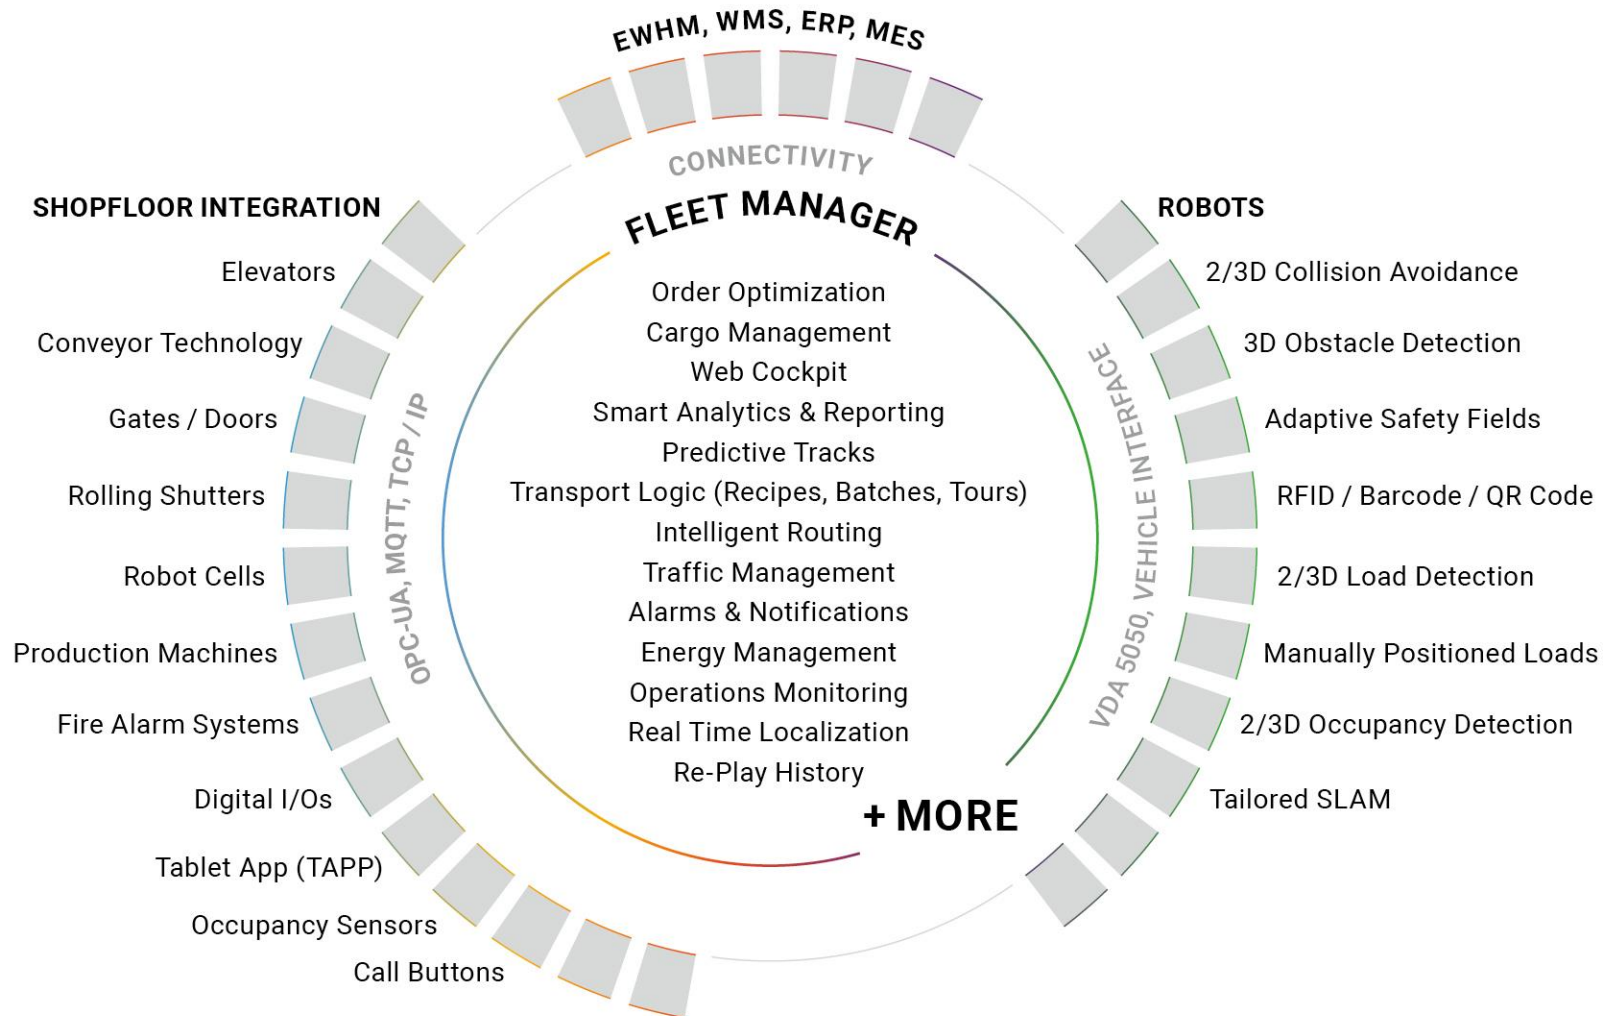 EWHM, WMS, ERP, MES
CONNECTIVITY
FLEET MANAGER
Order Optimization
Cargo Management
Web Cockpit
Smart Analytics & Reporting
Predictive Tracks
Transport Logic (Recipes, Batches, Tours)
Intelligent Routing
Traffic Management
Alarms & Notifications
Energy Management
Operations Monitoring
Real Time Localization
Re-Play History
+ MORE
SHOPFLOOR INTEGRATION
Elevators
Conveyor Technology
Gates / Doors
Rolling Shutters
Robot Cells
Production Machines
Fire Alarm Systems
Digital I/Os
Tablet App (TAPP)
Occupancy Sensors
Call Buttons
OPC-UA, MQTT, TCP / IP
ROBOTS
2/3D Collision Avoidance
3D Obstacle Detection
Adaptive Safety Fields
RFID / Barcode / QR Code
2/3D Load Detection
Manually Positioned Loads
2/3D Occupancy Detection
Tailored SLAM
VDA 5050, VEHICLE INTERFACE